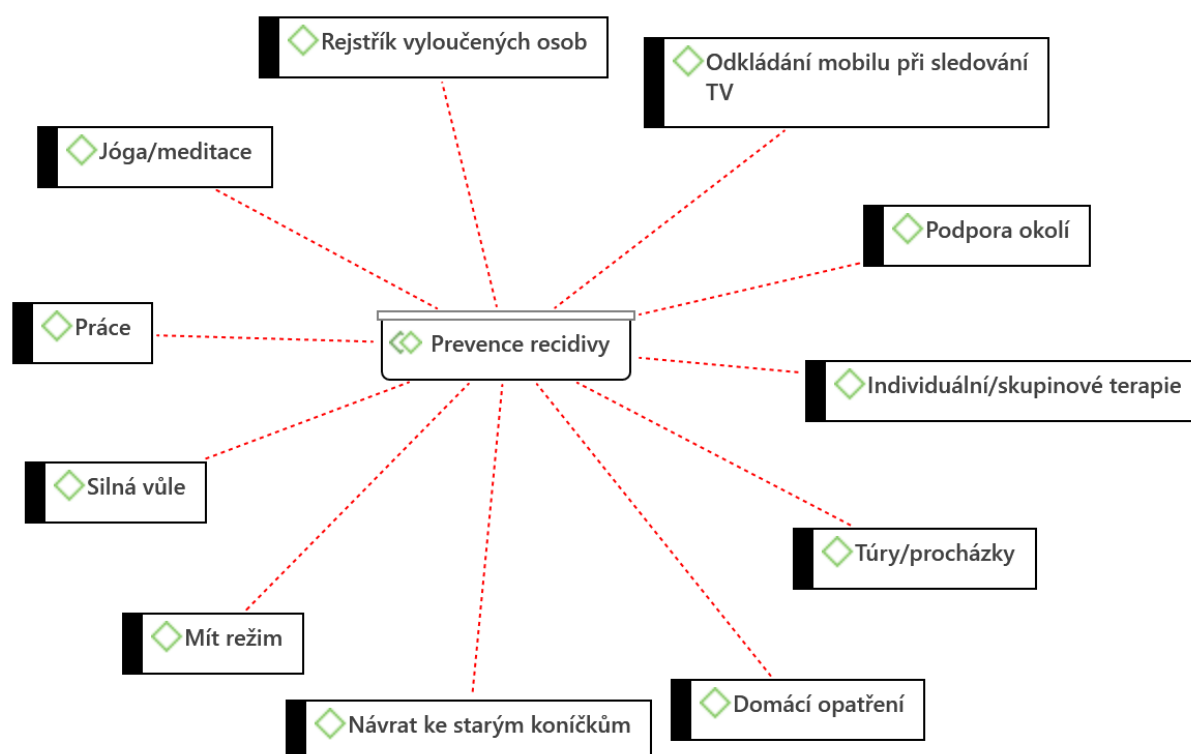 Rejstřík vyloučených osob
Odkládání mobilu při sledování
TV
Jóga/meditace
Podpora okolí
Práce
Prevence recidivy
Individuální/skupinové terapie
Silná vůle
Túry/procházky
Mít režim
Domácí opatření
Návrat ke starým koníčkům